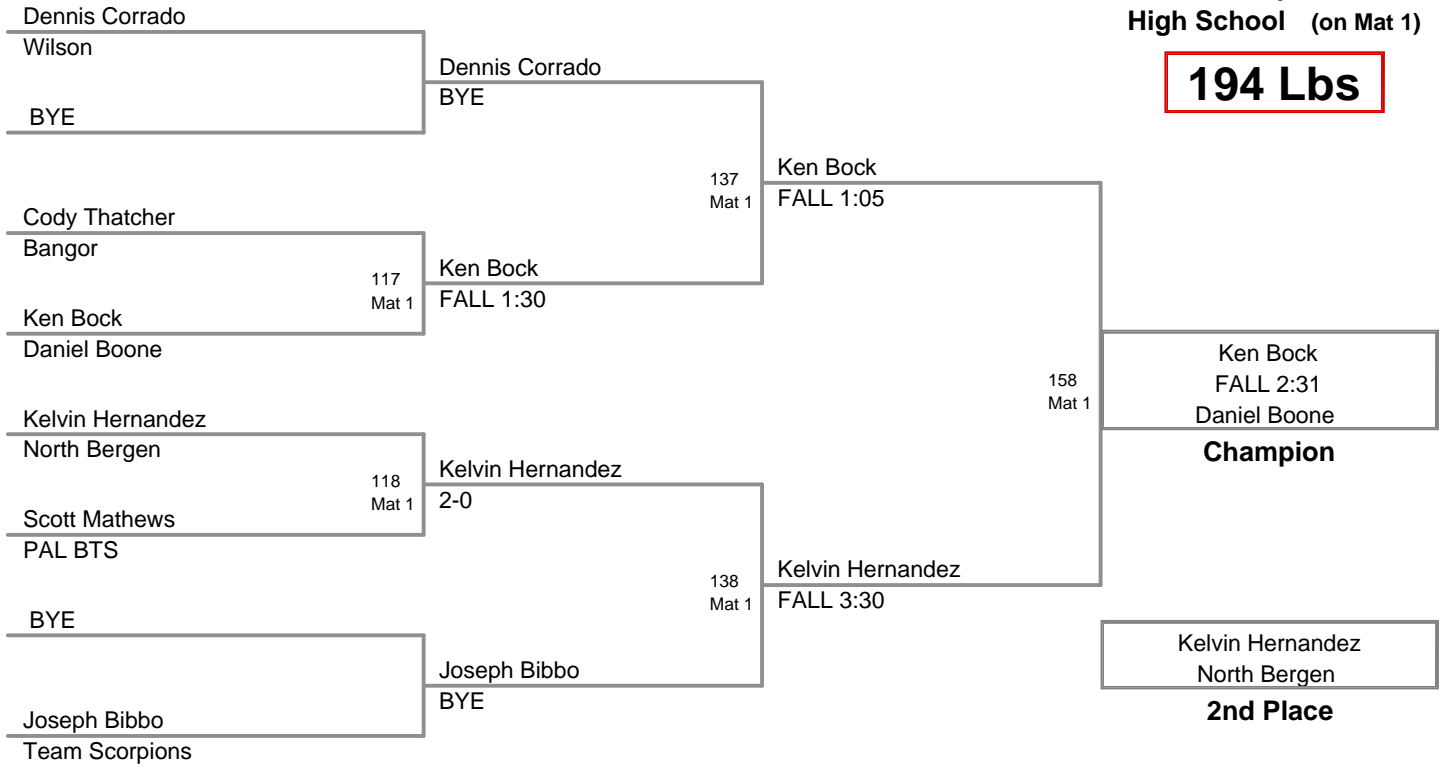 High School (on Mat 1)
194 Lbs
Dennis Corrado
Wilson
BYE
Cody Thatcher
Bangor
117
Mat 1
Ken Bock
Daniel Boone
Kelvin Hernandez
North Bergen
118
Mat 1
Scott Mathews
PAL BTS
BYE
Joseph Bibbo
Team Scorpions
Dennis Corrado
BYE
137
Mat 1
Ken Bock
FALL 1:30
Kelvin Hernandez
2-0
138
Mat 1
Joseph Bibbo
BYE
Ken Bock
FALL 1:05
158
Mat 1
Kelvin Hernandez
FALL 3:30
Ken Bock
FALL 2:31
Daniel Boone
Champion
Kelvin Hernandez
North Bergen
2nd Place